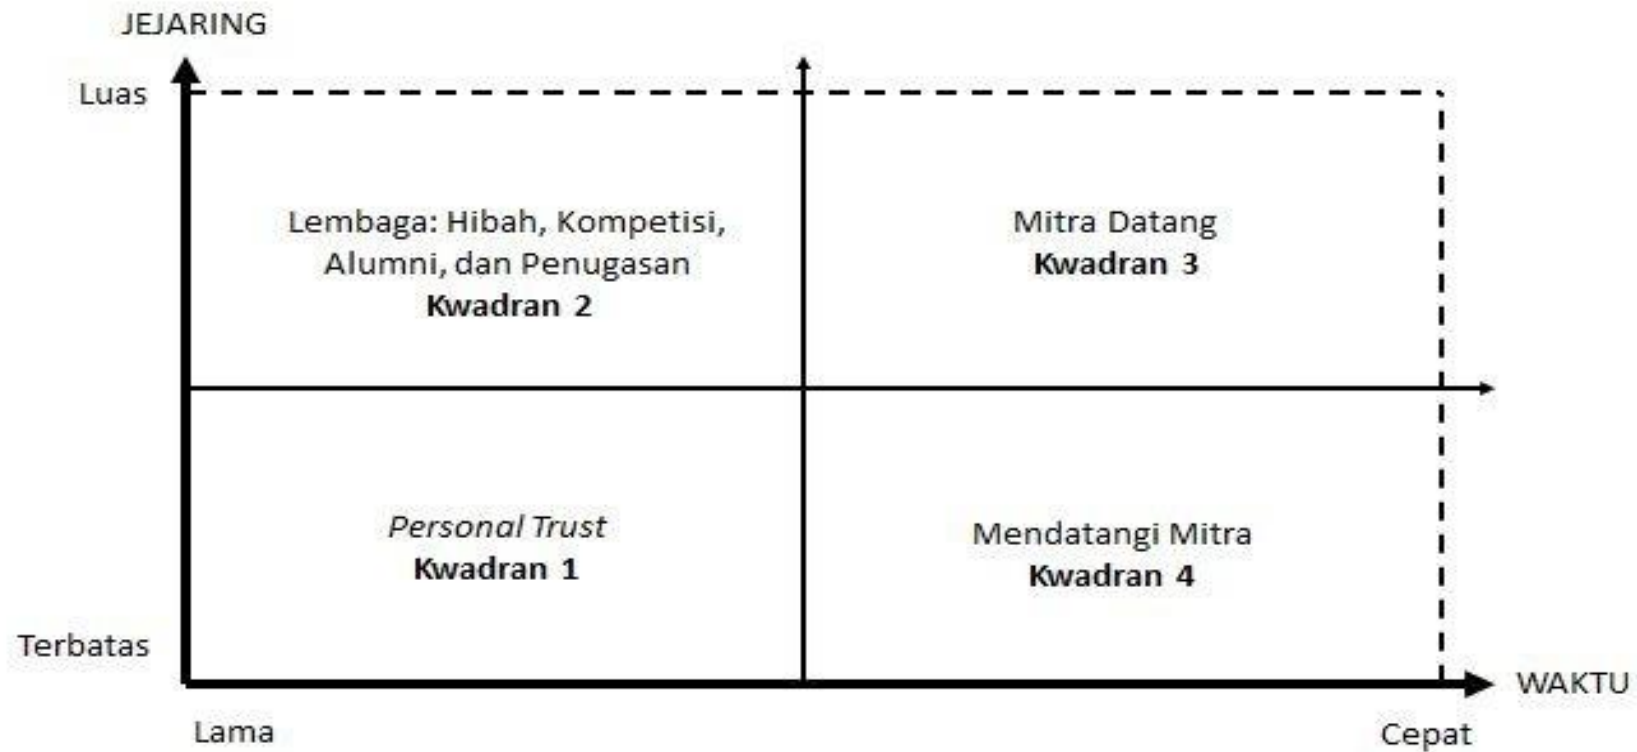 JEJARING
Luas
Lembaga: Hibah, Kompetisi,
Alumni, dan Penugasan
Kwadran 2
Mitra Datang
Kwadran 3
Personal Trust
Kwadran 1
Mendatangi Mitra
Kwadran 4
Terbatas
WAKTU
Lama
Cepat